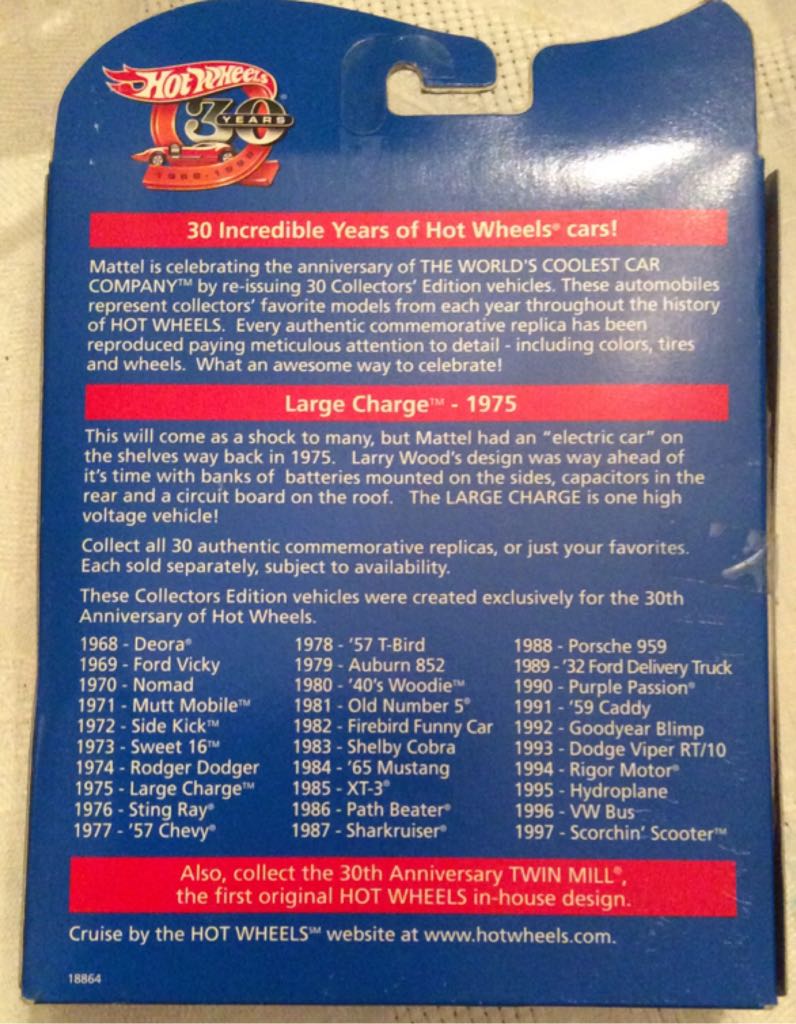 HOT WHEELS®
30
YEARS
1968-1998
30 Incredible Years of Hot Wheels® cars!
Mattel is celebrating the anniversary of THE WORLD'S COOLEST CAR
COMPANY™ by re-issuing 30 Collectors' Edition vehicles. These automobiles
represent collectors' favorite models from each year throughout the history
of HOT WHEELS. Every authentic commemorative replica has been
reproduced paying meticulous attention to detail - including colors, tires
and wheels. What an awesome way to celebrate!
Large Charge™ - 1975
This will come as a shock to many, but Mattel had an "electric car" on
the shelves way back in 1975. Larry Wood's design was way ahead of
it's time with banks of batteries mounted on the sides, capacitors in the
rear and a circuit board on the roof. The LARGE CHARGE is one high
voltage vehicle!
Collect all 30 authentic commemorative replicas, or just your favorites.
Each sold separately, subject to availability.
These Collectors Edition vehicles were created exclusively for the 30th
Anniversary of Hot Wheels.
1968 - Deora®
1969 - Ford Vicky
1970 - Nomad
1971 - Mutt Mobile™
1972 - Side Kick™
1973 - Sweet 16™
1974 - Rodger Dodger
1975 - Large Charge™
1976 - Sting Ray®
1977 - '57 Chevy®
1978 - '57 T-Bird
1979 - Auburn 852
1980 - '40's Woodie™
1981 - Old Number 5®
1982 - Firebird Funny Car
1983 - Shelby Cobra
1984 - '65 Mustang
1985 - XT-3®
1986 - Path Beater®
1987 - Sharkruiser®
1988 - Porsche 959
1989 - '32 Ford Delivery Truck
1990 - Purple Passion®
1991 - '59 Caddy
1992 - Goodyear Blimp
1993 - Dodge Viper RT/10
1994 - Rigor Motor®
1995 - Hydroplane
1996 - VW Bus
1997 - Scorchin' Scooter™
Also, collect the 30th Anniversary TWIN MILL®,
the first original HOT WHEELS in-house design.
Cruise by the HOT WHEELS℠ website at www.hotwheels.com.
18864